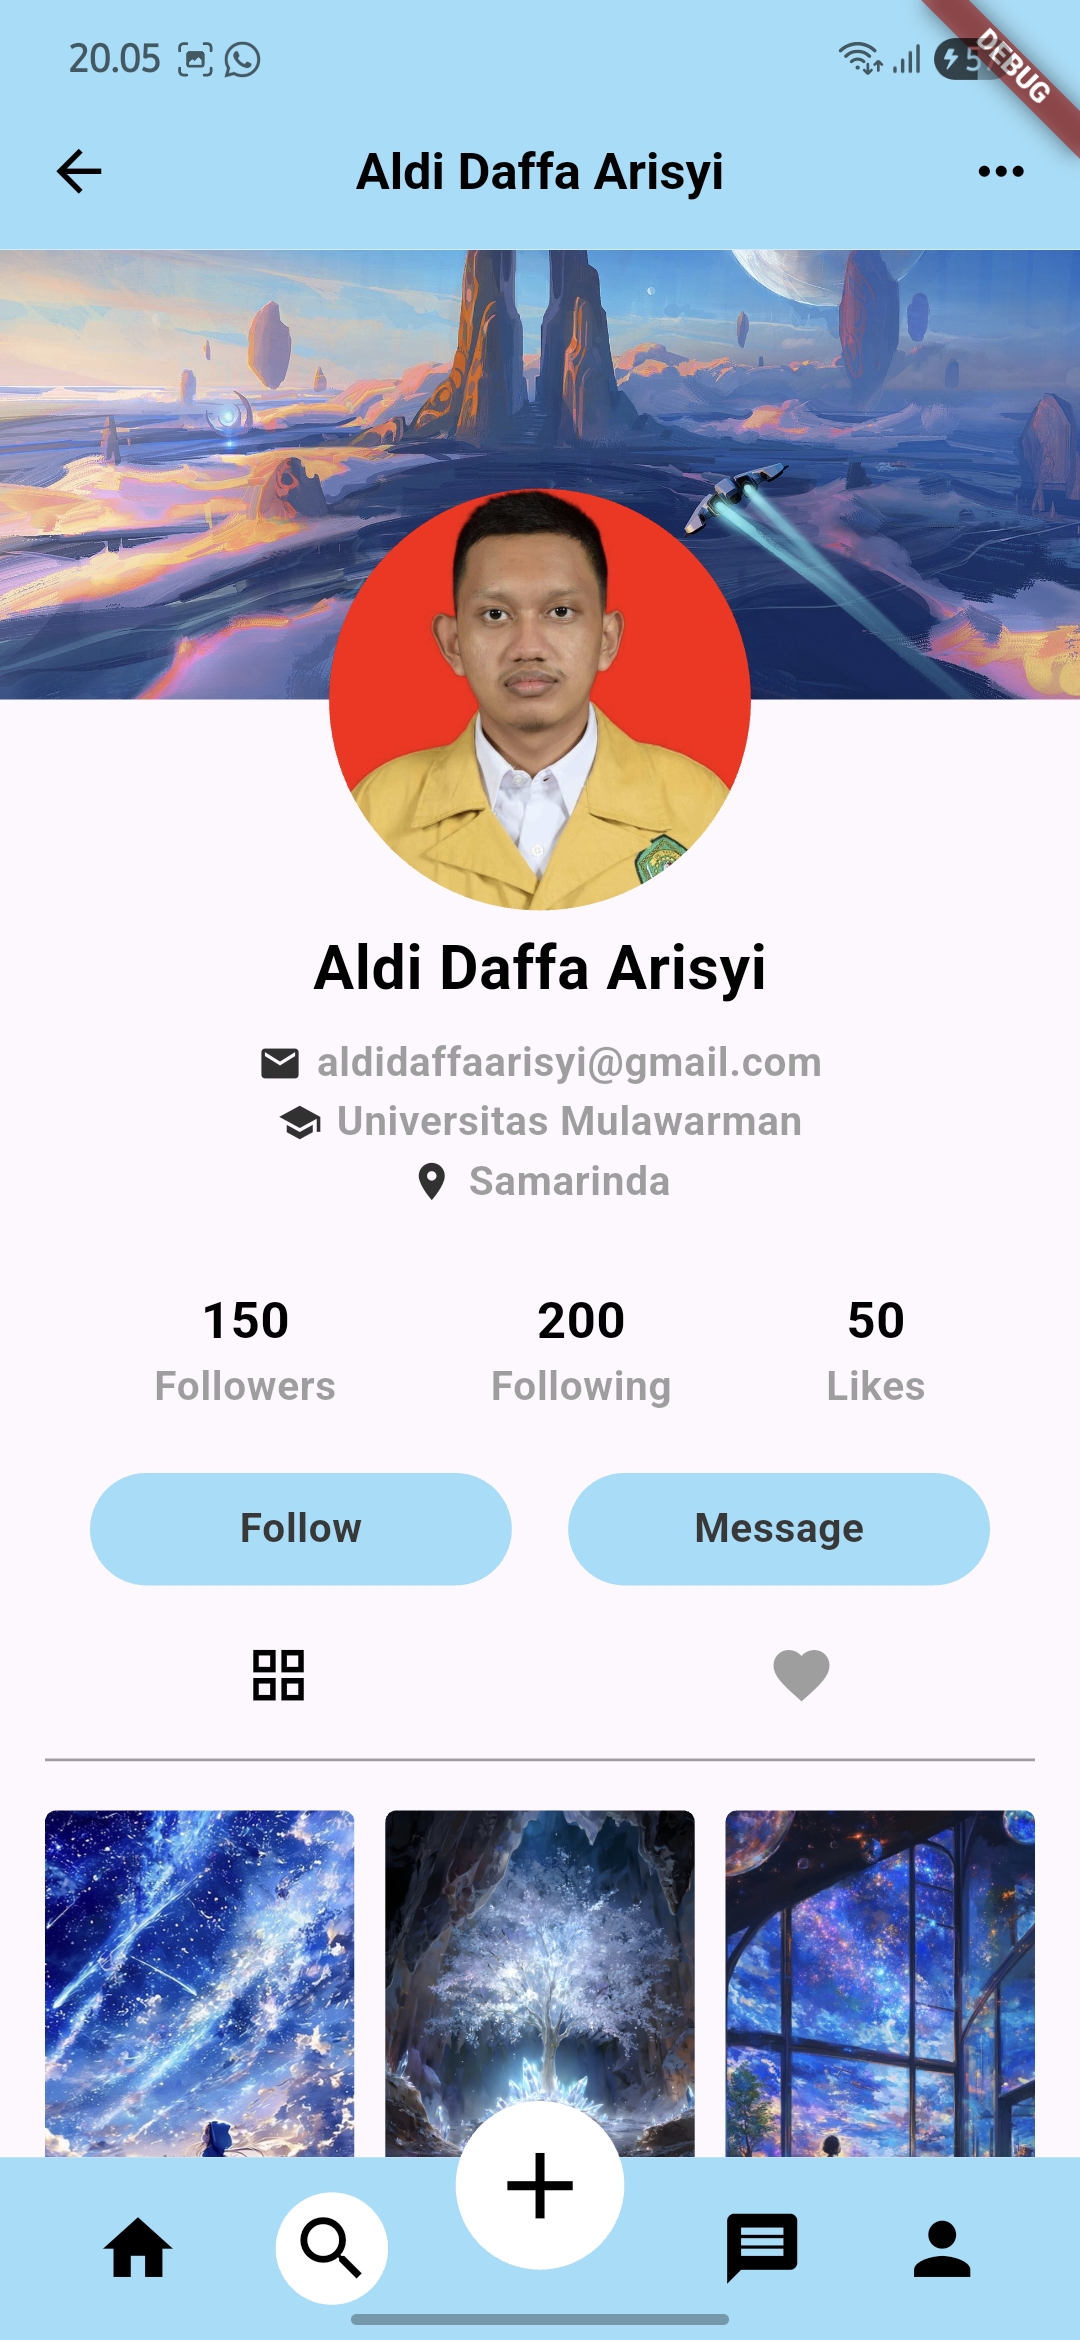 20.05
DEBUG
Aldi Daffa Arisyi
Aldi Daffa Arisyi
aldidaffaarisyi@gmail.com
Universitas Mulawarman
Samarinda
150 200 50
Followers Following Likes
Follow Message